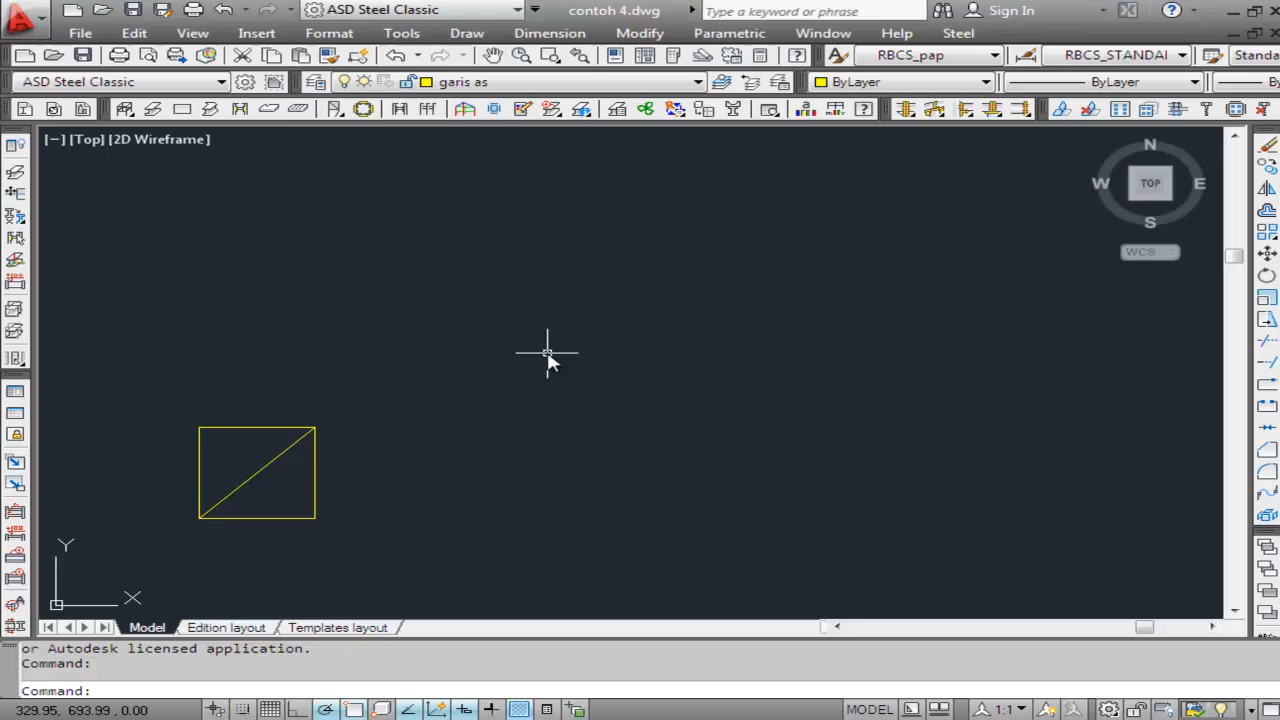 ASD Steel Classic
contoh 4.dwg
Type a keyword or phrase
Sign In
File Edit View Insert Format Tools Draw Dimension Modify Parametric Window Help Steel
RBCS_pap
RBCS_STANDAI
Standa
ASD Steel Classic
garis as
ByLayer
ByLayer
By
[−] [Top] [2D Wireframe]
N
W
TOP
E
S
WCS
Y
X
Model
Edition layout
Templates layout
or Autodesk licensed application.
Command:
Command:
329.95, 693.99 , 0.00
MODEL
1:1